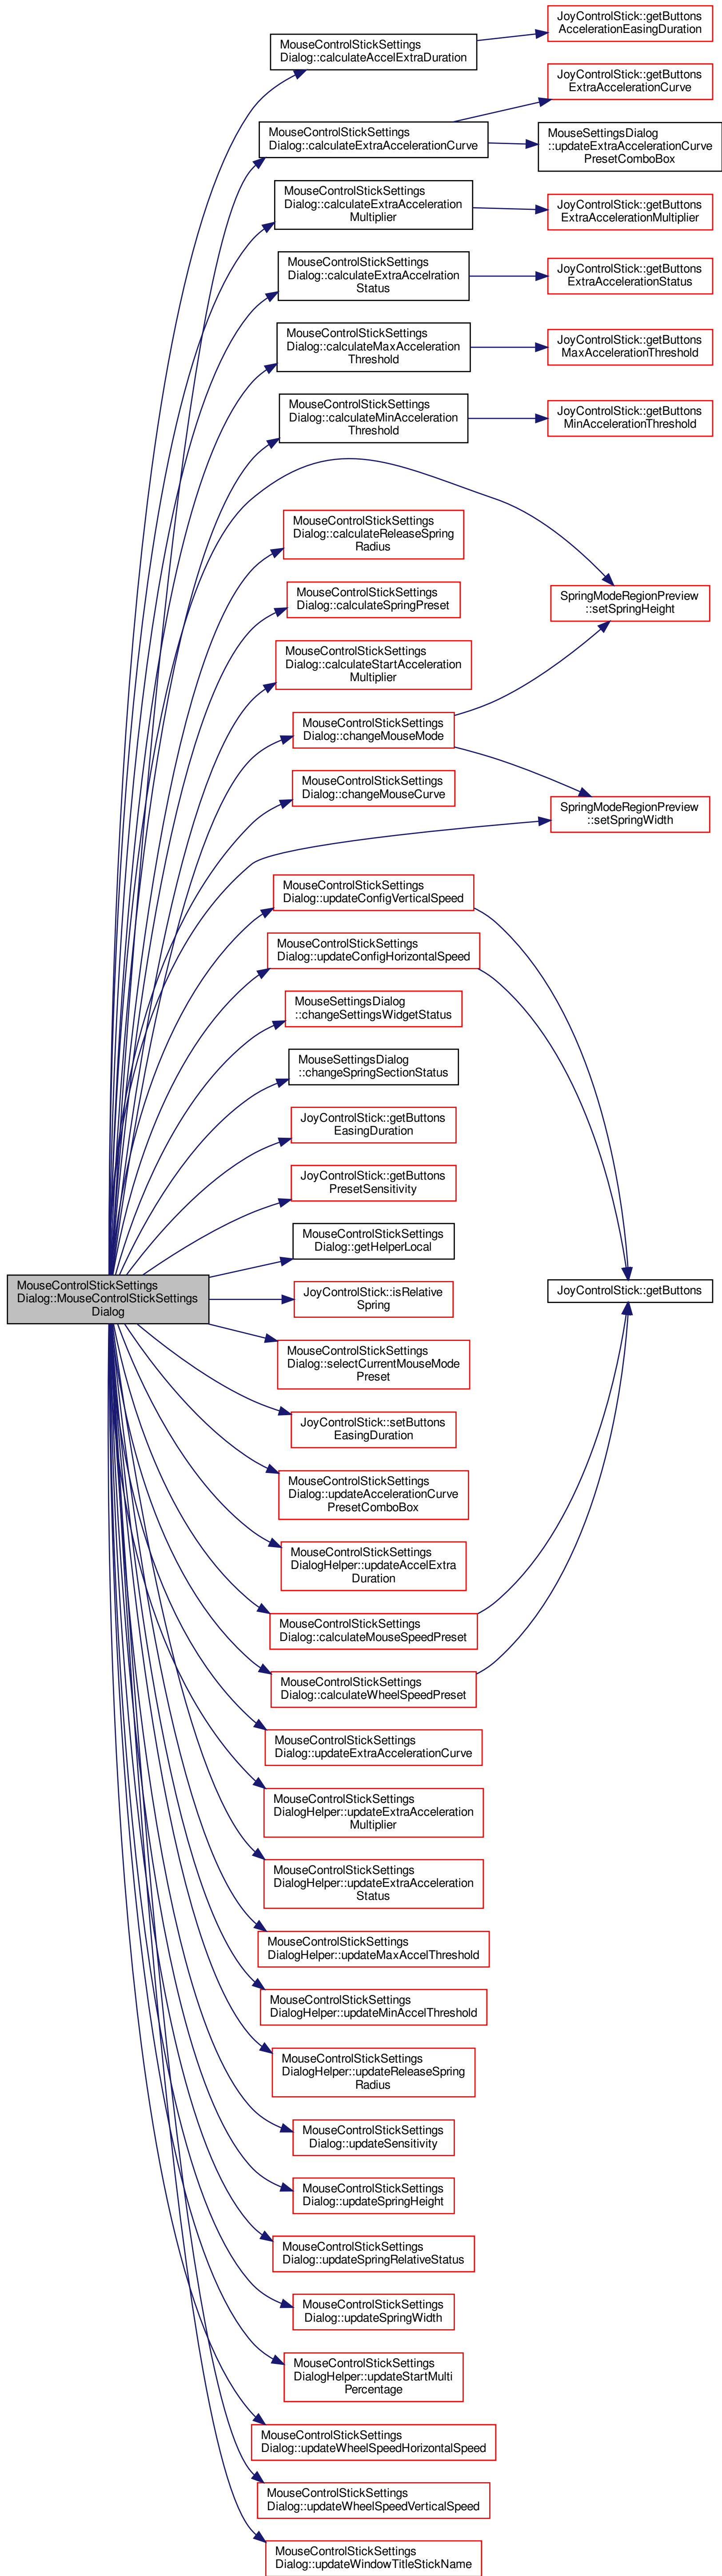 MouseControlStickSettings
Dialog::MouseControlStickSettings
Dialog
MouseControlStickSettings
Dialog::calculateAccelExtraDuration
JoyControlStick::getButtons
AccelerationEasingDuration
MouseControlStickSettings
Dialog::calculateExtraAccelerationCurve
JoyControlStick::getButtons
ExtraAccelerationCurve
MouseSettingsDialog
::updateExtraAccelerationCurve
PresetComboBox
MouseControlStickSettings
Dialog::calculateExtraAcceleration
Multiplier
JoyControlStick::getButtons
ExtraAccelerationMultiplier
MouseControlStickSettings
Dialog::calculateExtraAccelration
Status
JoyControlStick::getButtons
ExtraAccelerationStatus
MouseControlStickSettings
Dialog::calculateMaxAcceleration
Threshold
JoyControlStick::getButtons
MaxAccelerationThreshold
MouseControlStickSettings
Dialog::calculateMinAcceleration
Threshold
JoyControlStick::getButtons
MinAccelerationThreshold
MouseControlStickSettings
Dialog::calculateReleaseSpring
Radius
MouseControlStickSettings
Dialog::calculateSpringPreset
SpringModeRegionPreview
::setSpringHeight
MouseControlStickSettings
Dialog::calculateStartAcceleration
Multiplier
MouseControlStickSettings
Dialog::changeMouseMode
MouseControlStickSettings
Dialog::changeMouseCurve
SpringModeRegionPreview
::setSpringWidth
MouseControlStickSettings
Dialog::updateConfigVerticalSpeed
MouseControlStickSettings
Dialog::updateConfigHorizontalSpeed
MouseSettingsDialog
::changeSettingsWidgetStatus
MouseSettingsDialog
::changeSpringSectionStatus
JoyControlStick::getButtons
EasingDuration
JoyControlStick::getButtons
PresetSensitivity
MouseControlStickSettings
Dialog::getHelperLocal
JoyControlStick::isRelative
Spring
JoyControlStick::getButtons
MouseControlStickSettings
Dialog::selectCurrentMouseMode
Preset
JoyControlStick::setButtons
EasingDuration
MouseControlStickSettings
Dialog::updateAccelerationCurve
PresetComboBox
MouseControlStickSettings
DialogHelper::updateAccelExtra
Duration
MouseControlStickSettings
Dialog::calculateMouseSpeedPreset
MouseControlStickSettings
Dialog::calculateWheelSpeedPreset
MouseControlStickSettings
Dialog::updateExtraAccelerationCurve
MouseControlStickSettings
DialogHelper::updateExtraAcceleration
Multiplier
MouseControlStickSettings
DialogHelper::updateExtraAcceleration
Status
MouseControlStickSettings
DialogHelper::updateMaxAccelThreshold
MouseControlStickSettings
DialogHelper::updateMinAccelThreshold
MouseControlStickSettings
DialogHelper::updateReleaseSpring
Radius
MouseControlStickSettings
Dialog::updateSensitivity
MouseControlStickSettings
Dialog::updateSpringHeight
MouseControlStickSettings
Dialog::updateSpringRelativeStatus
MouseControlStickSettings
Dialog::updateSpringWidth
MouseControlStickSettings
DialogHelper::updateStartMulti
Percentage
MouseControlStickSettings
Dialog::updateWheelSpeedHorizontalSpeed
MouseControlStickSettings
Dialog::updateWheelSpeedVerticalSpeed
MouseControlStickSettings
Dialog::updateWindowTitleStickName